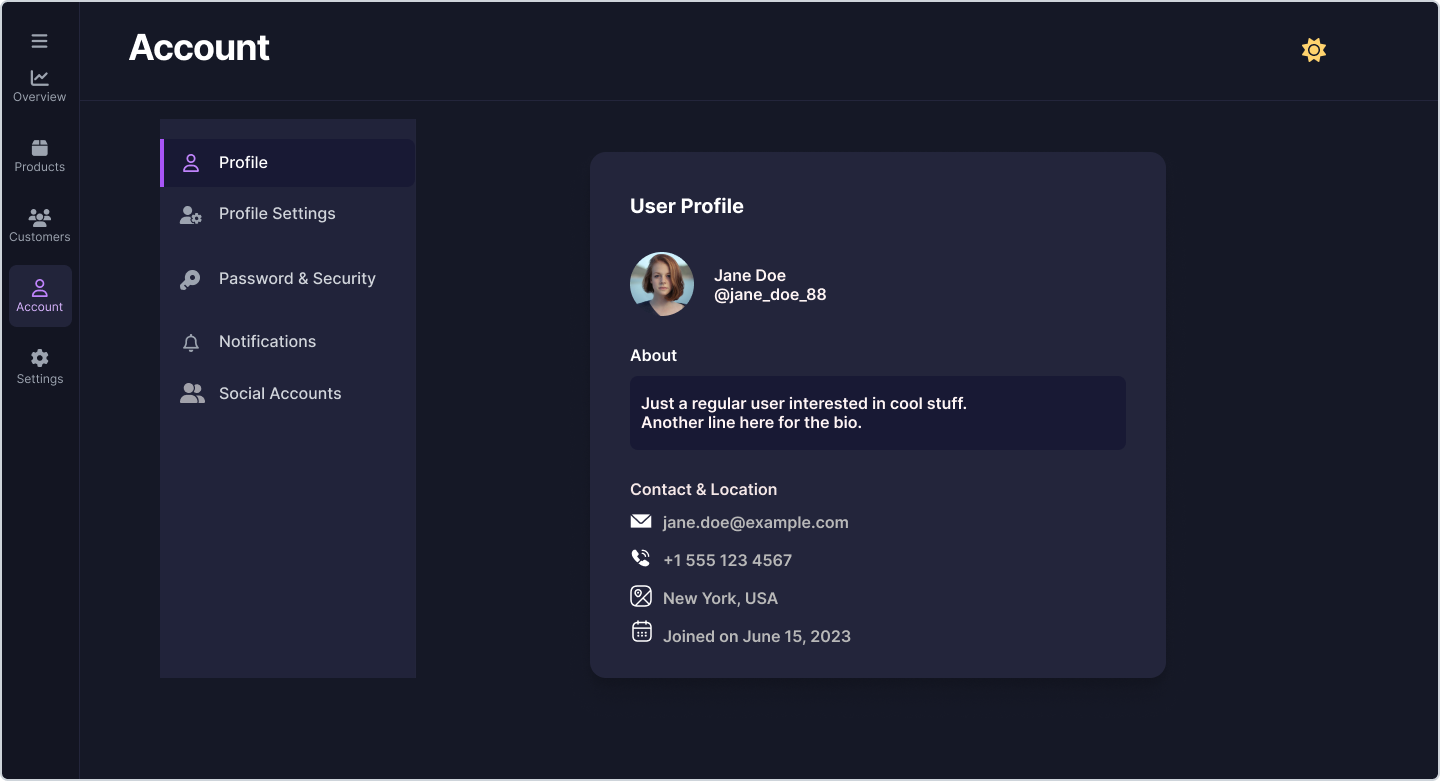 Account
Overview
Products
Customers
Account
Settings
Profile
Profile Settings
Password & Security
Notifications
Social Accounts
User Profile
Jane Doe
@jane_doe_88
About
Just a regular user interested in cool stuff.
Another line here for the bio.
Contact & Location
jane.doe@example.com
+1 555 123 4567
New York, USA
Joined on June 15, 2023